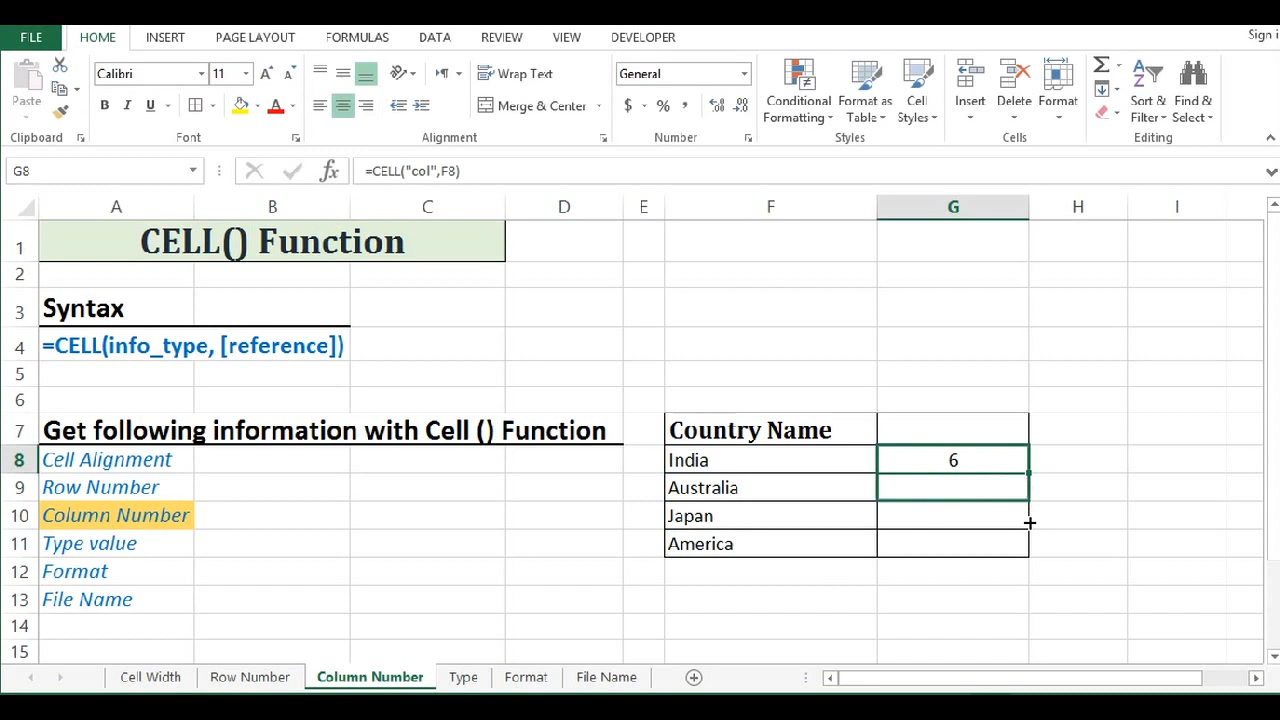 FILE HOME INSERT PAGE LAYOUT FORMULAS DATA REVIEW VIEW DEVELOPER Sign i
Paste
Clipboard
Calibri 11
B I U A
Font
Wrap Text
Merge & Center
Alignment
General
$ % ,
Number
Conditional Formatting
Format as Table
Cell Styles
Styles
Insert Delete Format
Cells
Sort & Filter
Find & Select
Editing
G8 fx =CELL("col",F8)
A B C D E F G H I
1 CELL() Function
2
3 Syntax
4 =CELL(info_type, [reference])
5
6
7 Get following information with Cell () Function Country Name
8 Cell Alignment India 6
9 Row Number Australia
10 Column Number Japan
11 Type value America
12 Format
13 File Name
14
15
Cell Width Row Number Column Number Type Format File Name